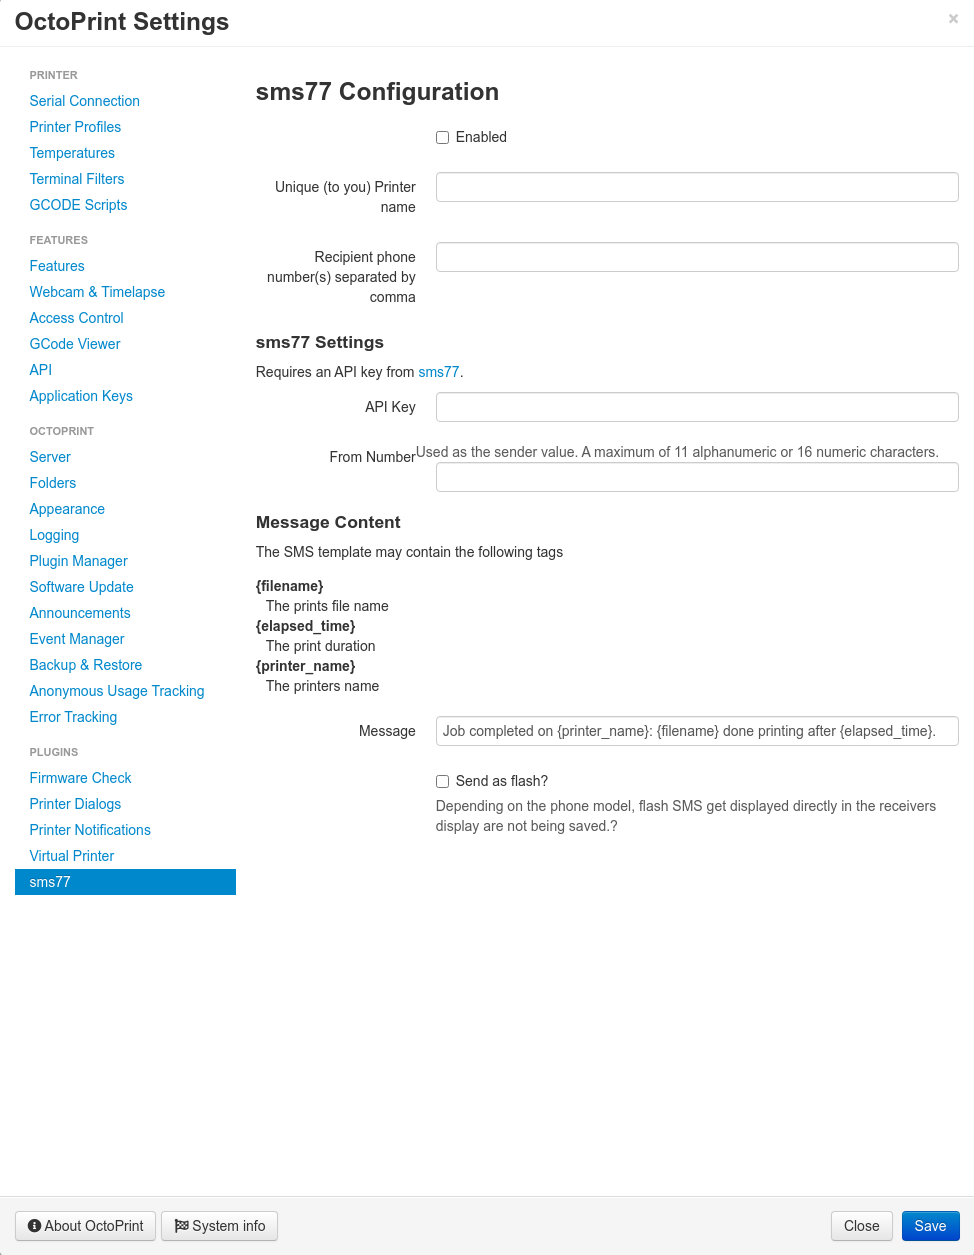 OctoPrint Settings
×
PRINTER
Serial Connection
Printer Profiles
Temperatures
Terminal Filters
GCODE Scripts
FEATURES
Features
Webcam & Timelapse
Access Control
GCode Viewer
API
Application Keys
OCTOPRINT
Server
Folders
Appearance
Logging
Plugin Manager
Software Update
Announcements
Event Manager
Backup & Restore
Anonymous Usage Tracking
Error Tracking
PLUGINS
Firmware Check
Printer Dialogs
Printer Notifications
Virtual Printer
sms77
sms77 Configuration
Enabled
Unique (to you) Printer
name
Recipient phone
number(s) separated by
comma
sms77 Settings
Requires an API key from sms77.
API Key
From Number
Used as the sender value. A maximum of 11 alphanumeric or 16 numeric characters.
Message Content
The SMS template may contain the following tags
{filename}
The prints file name
{elapsed_time}
The print duration
{printer_name}
The printers name
Message
Job completed on {printer_name}: {filename} done printing after {elapsed_time}.
Send as flash?
Depending on the phone model, flash SMS get displayed directly in the receivers
display are not being saved.?
About OctoPrint
System info
Close
Save